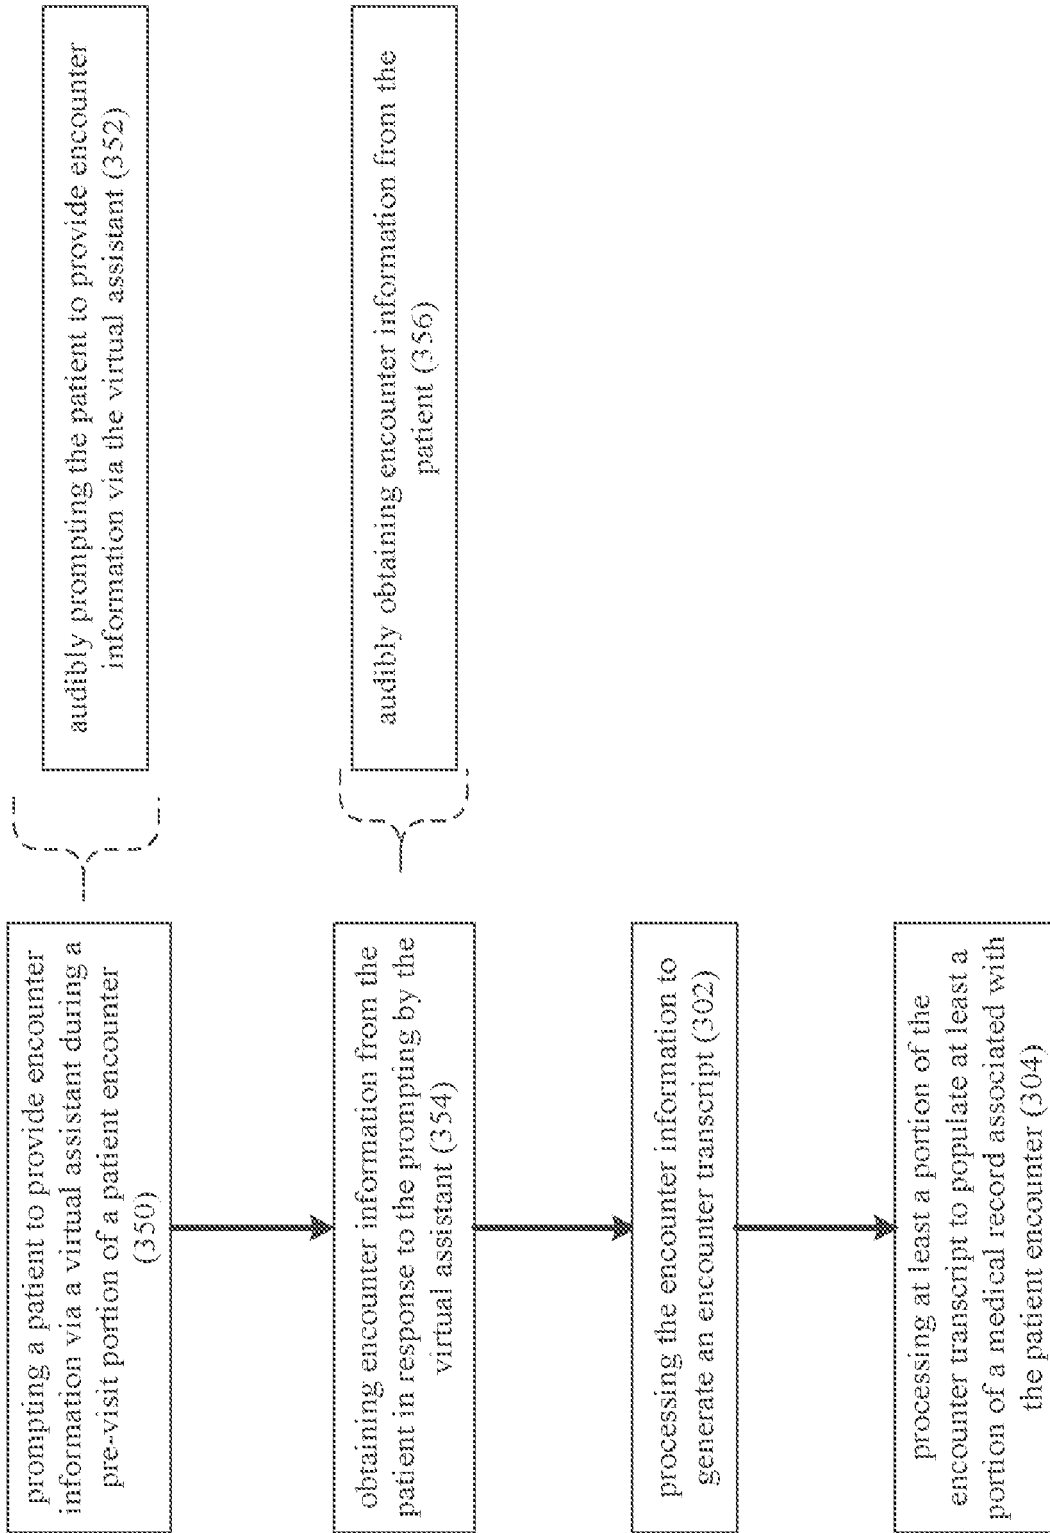 prompting a patient to provide encounter
information via a virtual assistant during a
pre-visit portion of a patient encounter
(350)
audibly prompting the patient to provide encounter
information via the virtual assistant (352)
obtaining encounter information from the
patient in response to the prompting by the
virtual assistant (354)
audibly obtaining encounter information from the
patient (356)
processing the encounter information to
generate an encounter transcript (302)
processing at least a portion of the
encounter transcript to populate at least a
portion of a medical record associated with
the patient encounter (304)